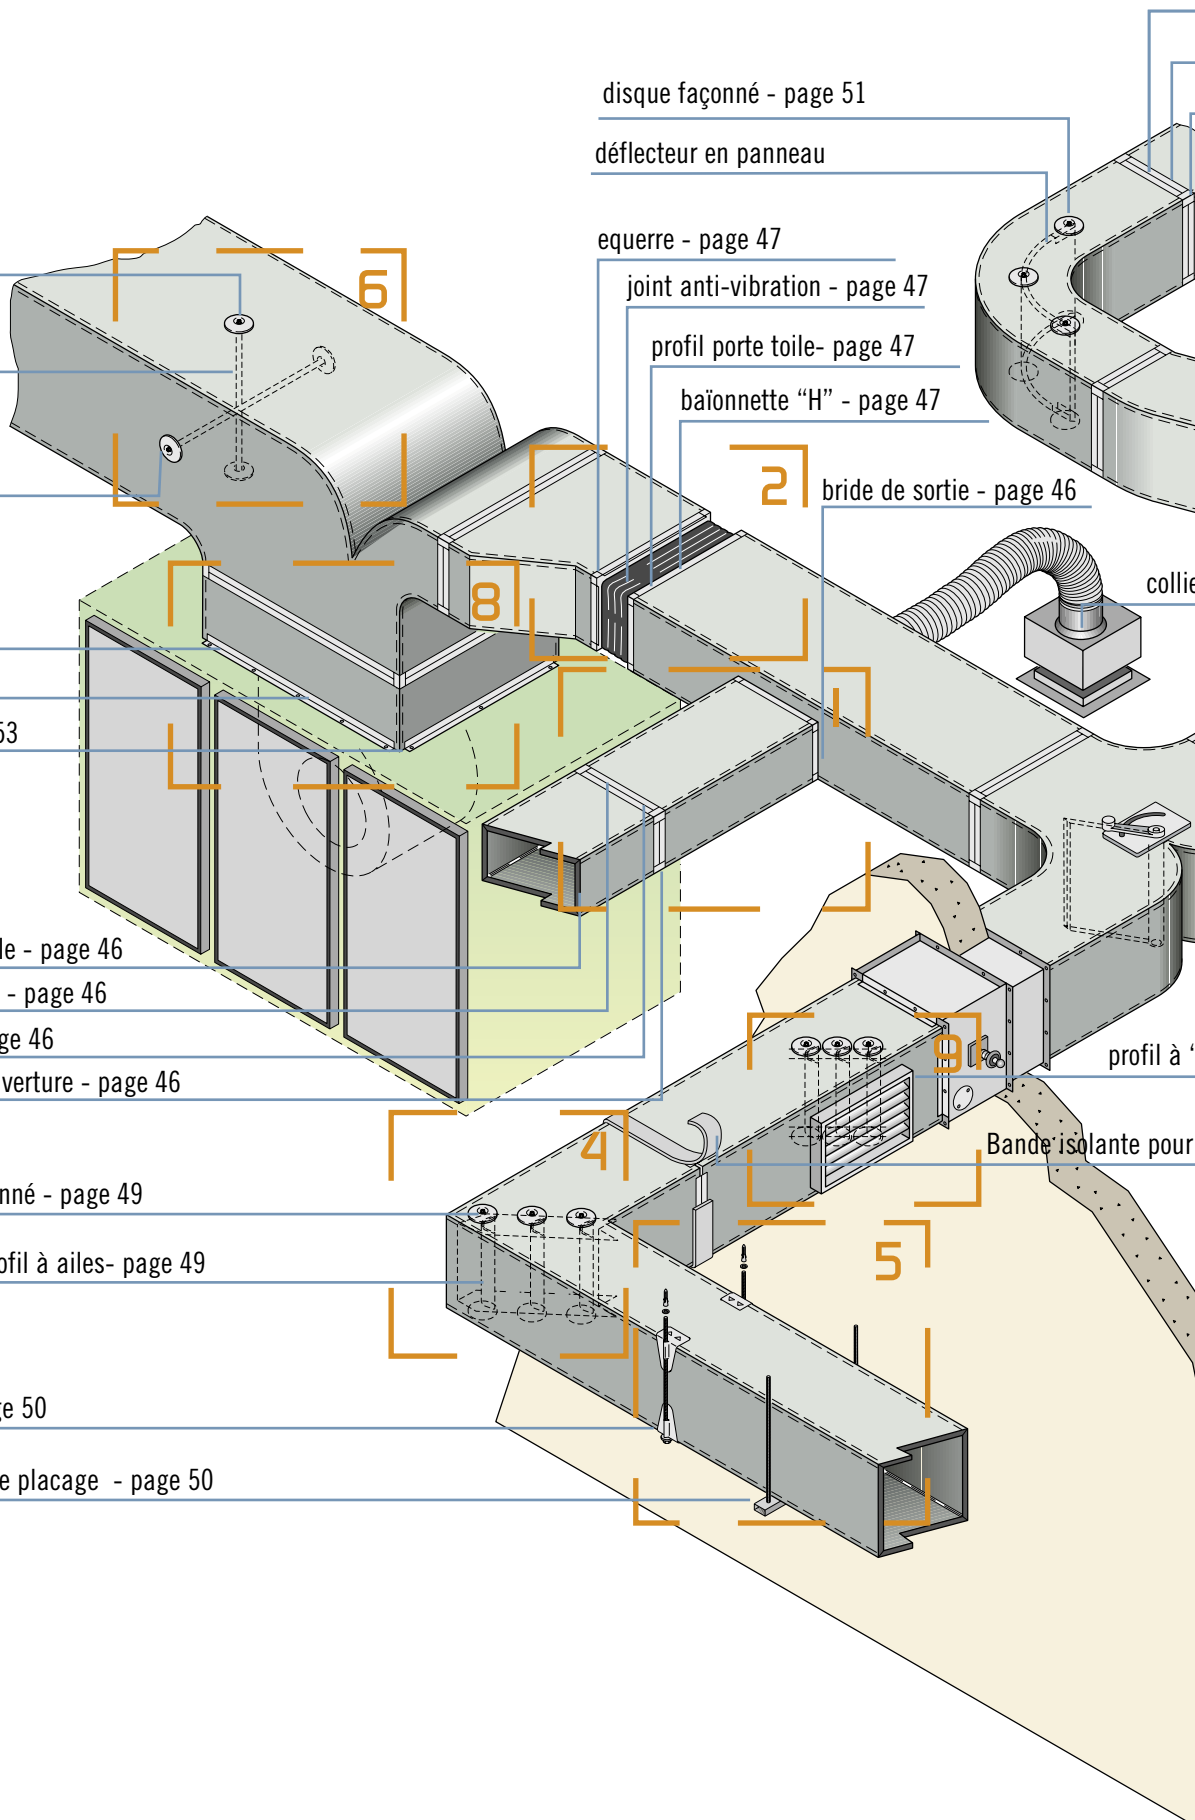 disque façonné - page 51
déflecteur en panneau
equerre - page 47
6
joint anti-vibration - page 47
profil porte toile- page 47
baïonnette “H” - page 47
2
bride de sortie - page 46
8
collie
1
53
le - page 46
- page 46
ge 46
verture - page 46
9
profil à “
4
Bande isolante pour
nné - page 49
5
ofil à ailes- page 49
ge 50
e placage - page 50